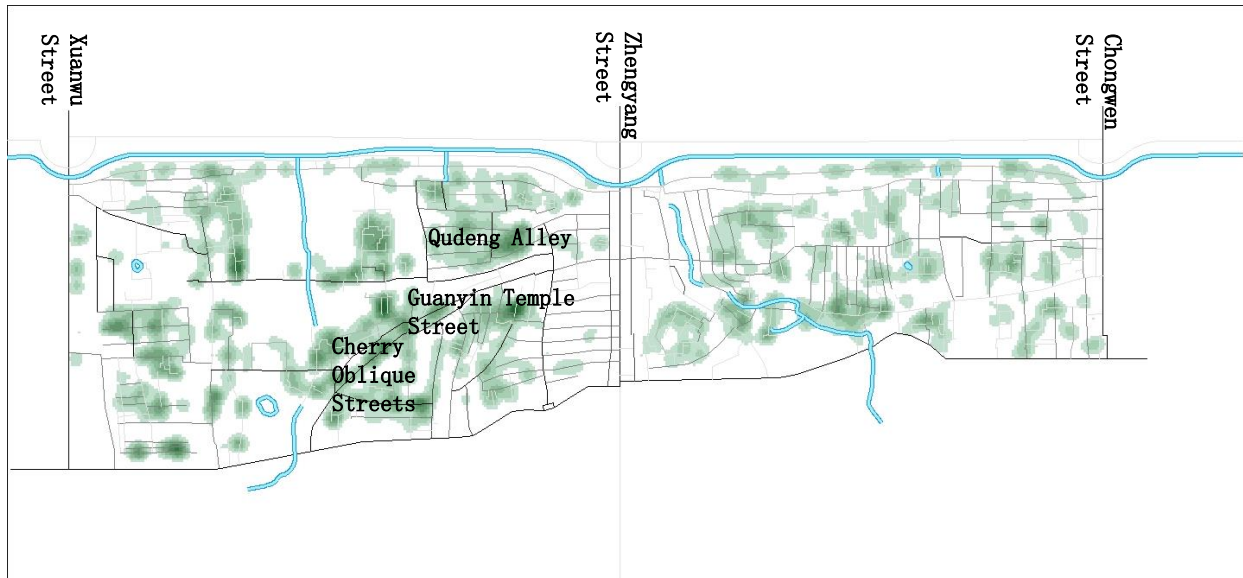 Xuanwu
Street
Zhengyang
Street
Chongwen
Street
Qudeng Alley
Guanyin Temple
Street
Cherry
Oblique
Streets